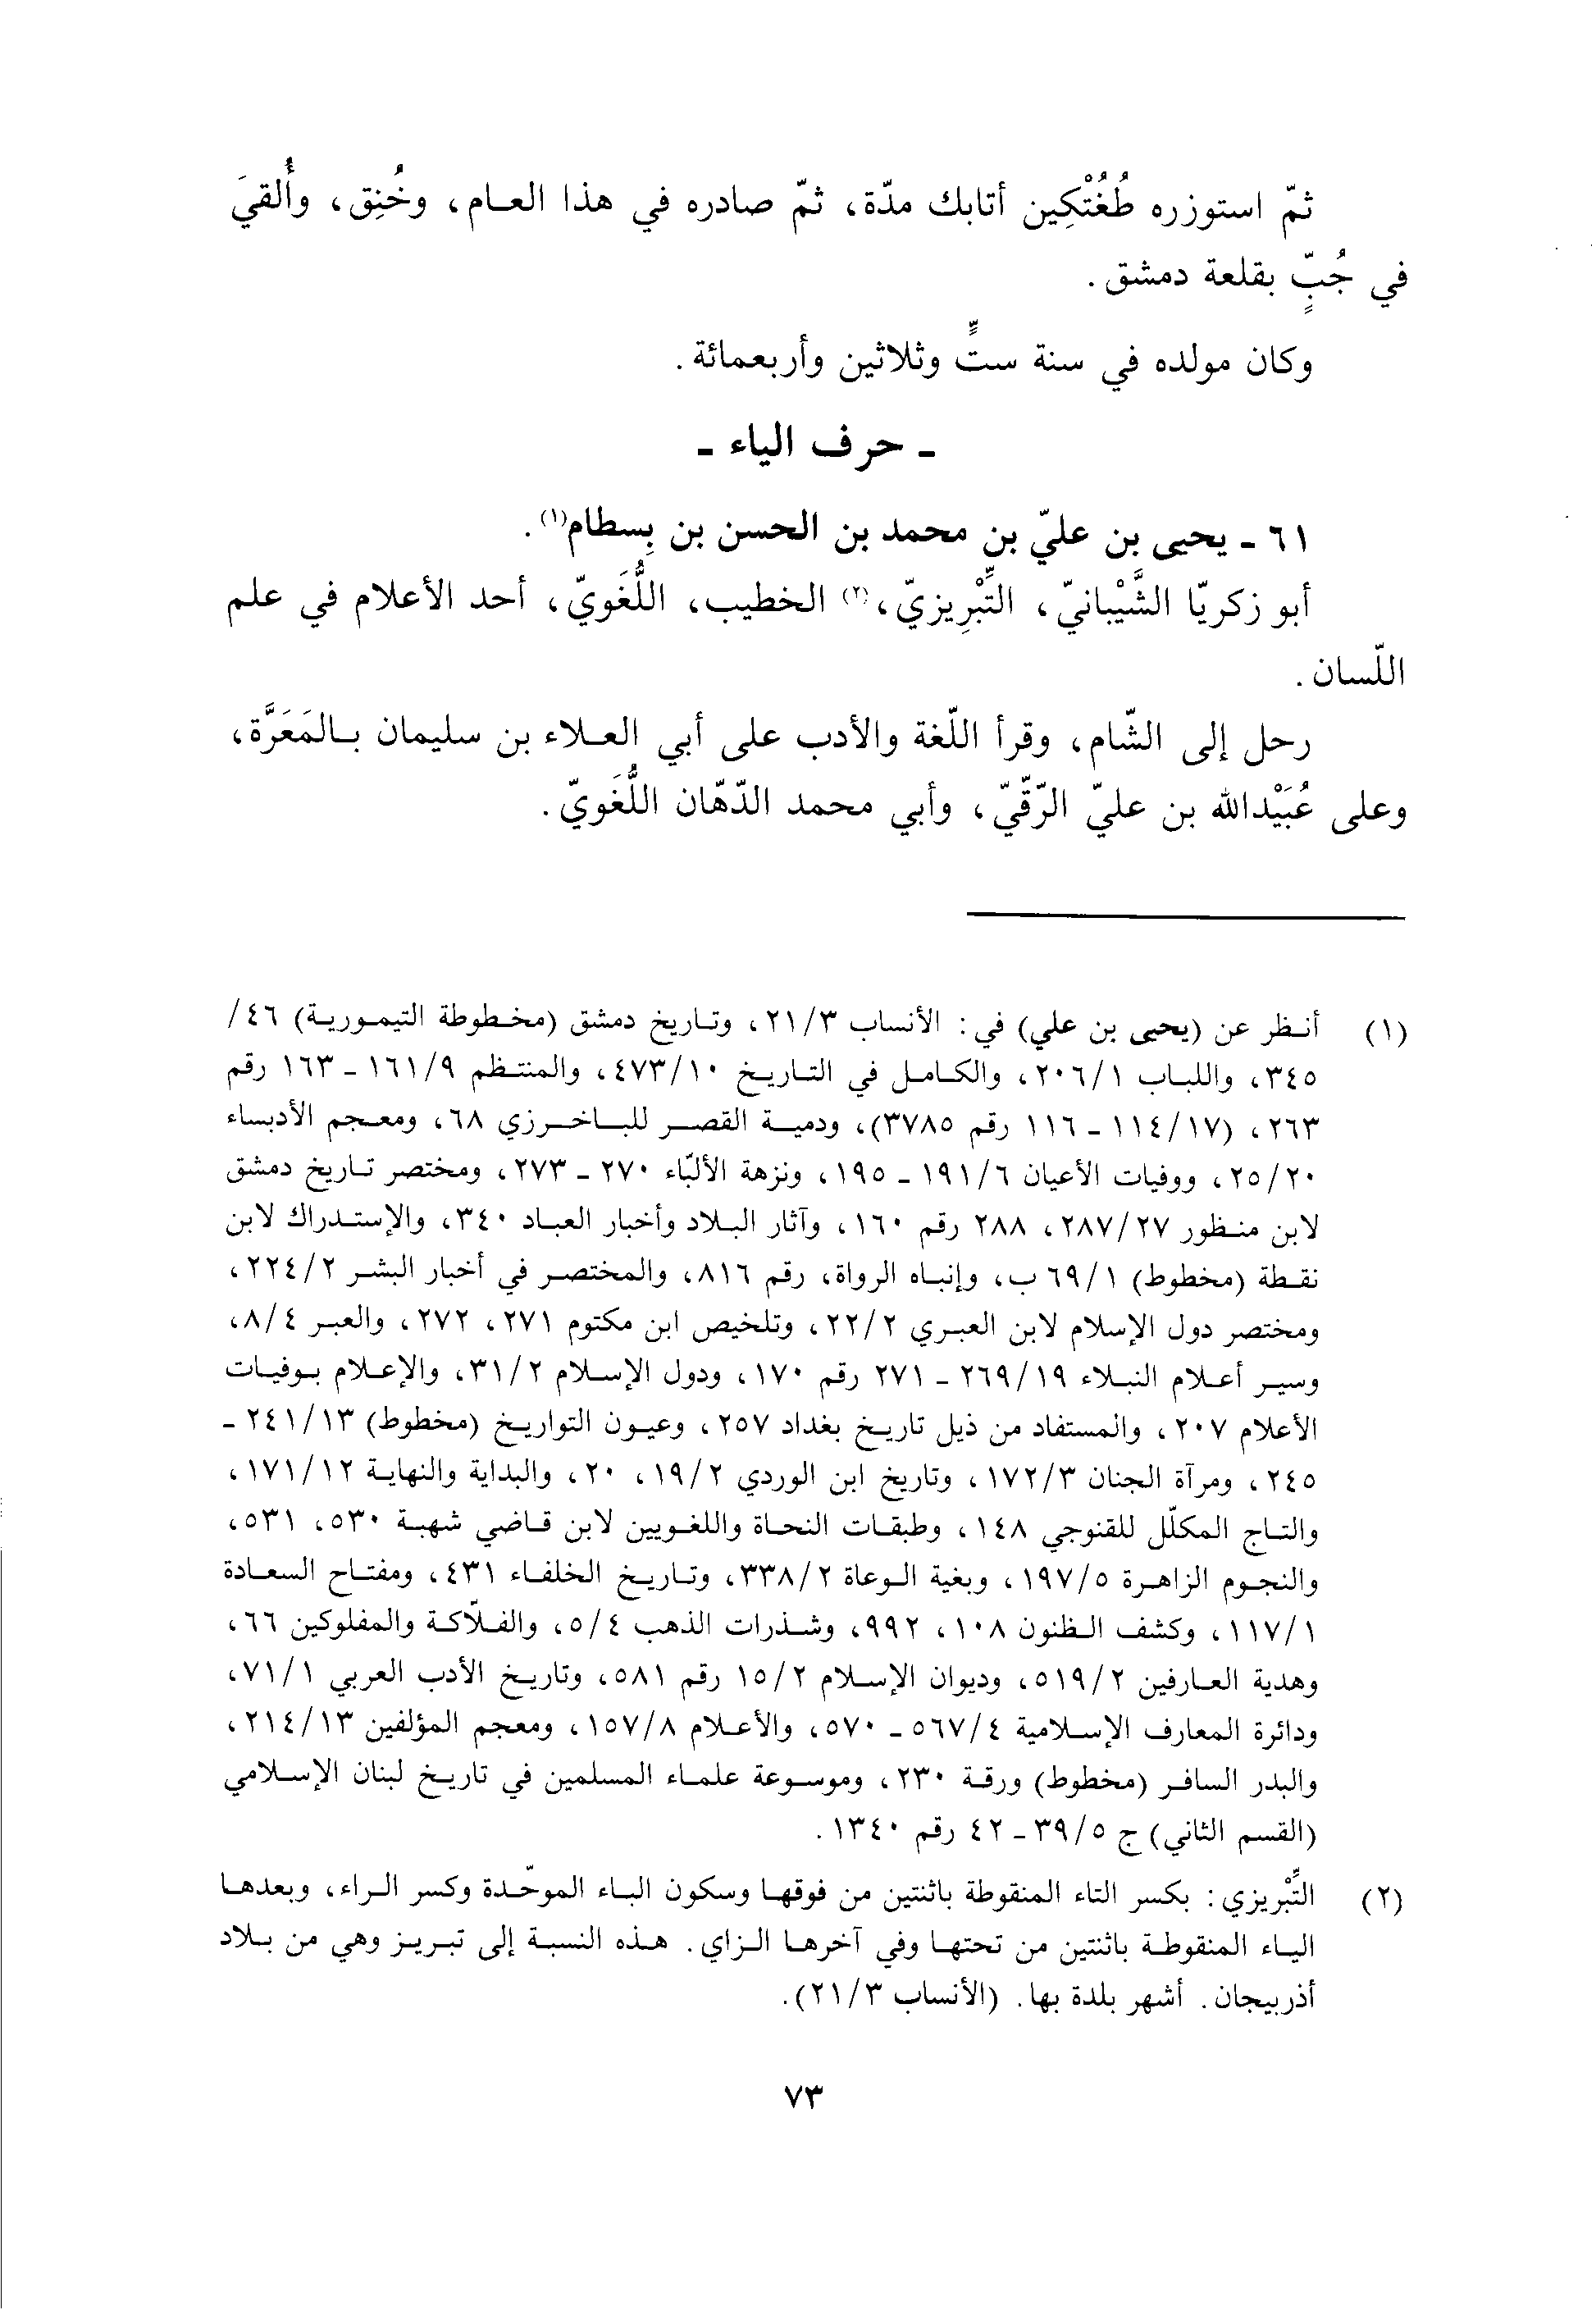 ثمّ استوزره طُغُتْكِين أتابك مدّة، ثمّ صادره في هذا العام، وخُنِق، وأُلقيَ
في جُبٍّ بقلعة دمشق.
وكان مولده في سنة ستٍّ وثلاثين وأربعمائة.
ـ حرف الياء ـ
٦١ ـ يحيى بن عليّ بن محمد بن الحسن بن بِسطام(١).
أبو زكريّا الشَّيْبانيّ، التِّبْرِيزيّ،(٢) الخطيب، اللُّغَويّ، أحد الأعلام في علم
اللّسان.
رحل إلى الشّام، وقرأ اللّغة والأدب على أبي العلاء بن سليمان بالمَعَرَّة،
وعلى عُبَيْدالله بن عليّ الرّقّيّ، وأبي محمد الدّهّان اللُّغَويّ.
(١) أنظر عن (يحيى بن علي) في: الأنساب ٢١/٣، وتاريخ دمشق (مخطوطة التيمورية) ٤٦/
٣٤٥، واللباب ٢٠٦/١، والكامل في التاريخ ٤٧٣/١٠، والمنتظم ١٦١/٩ ـ ١٦٣ رقم
٢٦٣، (١١٤/١٧ ـ ١١٦ رقم ٣٧٨٥)، ودمية القصر للباخرزي ٦٨، ومعجم الأدباء
٢٥/٢٠، ووفيات الأعيان ١٩١/٦ ـ ١٩٥، ونزهة الألبّاء ٢٧٠ ـ ٢٧٣، ومختصر تاريخ دمشق
لابن منظور ٢٨٧/٢٧، ٢٨٨ رقم ١٦٠، وآثار البلاد وأخبار العباد ٣٤٠، والإستدراك لابن
نقطة (مخطوط) ٦٩/١ ب، وإنباه الرواة، رقم ٨١٦، والمختصر في أخبار البشر ٢٢٤/٢،
ومختصر دول الإسلام لابن العبري ٢٢/٢، وتلخيص ابن مكتوم ٢٧١، ٢٧٢، والعبر ٨/٤،
وسير أعلام النبلاء ٢٦٩/١٩ ـ ٢٧١ رقم ١٧٠، ودول الإسلام ٣١/٢، والإعلام بوفيات
الأعلام ٢٠٧، والمستفاد من ذيل تاريخ بغداد ٢٥٧، وعيون التواريخ (مخطوط) ٢٤١/١٣ ـ
٢٤٥، ومرآة الجنان ١٧٢/٣، وتاريخ ابن الوردي ١٩/٢، ٢٠، والبداية والنهاية ١٧١/١٢،
والتاج المكلّل للقنوجي ١٤٨، وطبقات النحاة واللغويين لابن قاضي شهبة ٥٣٠، ٥٣١،
والنجوم الزاهرة ١٩٧/٥، وبغية الوعاة ٣٣٨/٢، وتاريخ الخلفاء ٤٣١، ومفتاح السعادة
١١٧/١، وكشف الظنون ١٠٨، ٩٩٢، وشذرات الذهب ٥/٤، والفلاّكة والمفلوكين ٦٦،
وهدية العارفين ٥١٩/٢، وديوان الإسلام ١٥/٢ رقم ٥٨١، وتاريخ الأدب العربي ٧١/١،
ودائرة المعارف الإسلامية ٥٦٧/٤ ـ ٥٧٠، والأعلام ١٥٧/٨، ومعجم المؤلفين ٢١٤/١٣،
والبدر السافر (مخطوط) ورقة ٢٣٠، وموسوعة علماء المسلمين في تاريخ لبنان الإسلامي
(القسم الثاني) ج ٣٩/٥ ـ ٤٢ رقم ١٣٤٠.
(٢) التِّبْريزي: بكسر التاء المنقوطة باثنتين من فوقها وسكون الباء الموحّدة وكسر الراء، وبعدها
الياء المنقوطة باثنتين من تحتها وفي آخرها الزاي. هذه النسبة إلى تبريز وهي من بلاد
أذربيجان. أشهر بلدة بها. (الأنساب ٢١/٣).
٧٣